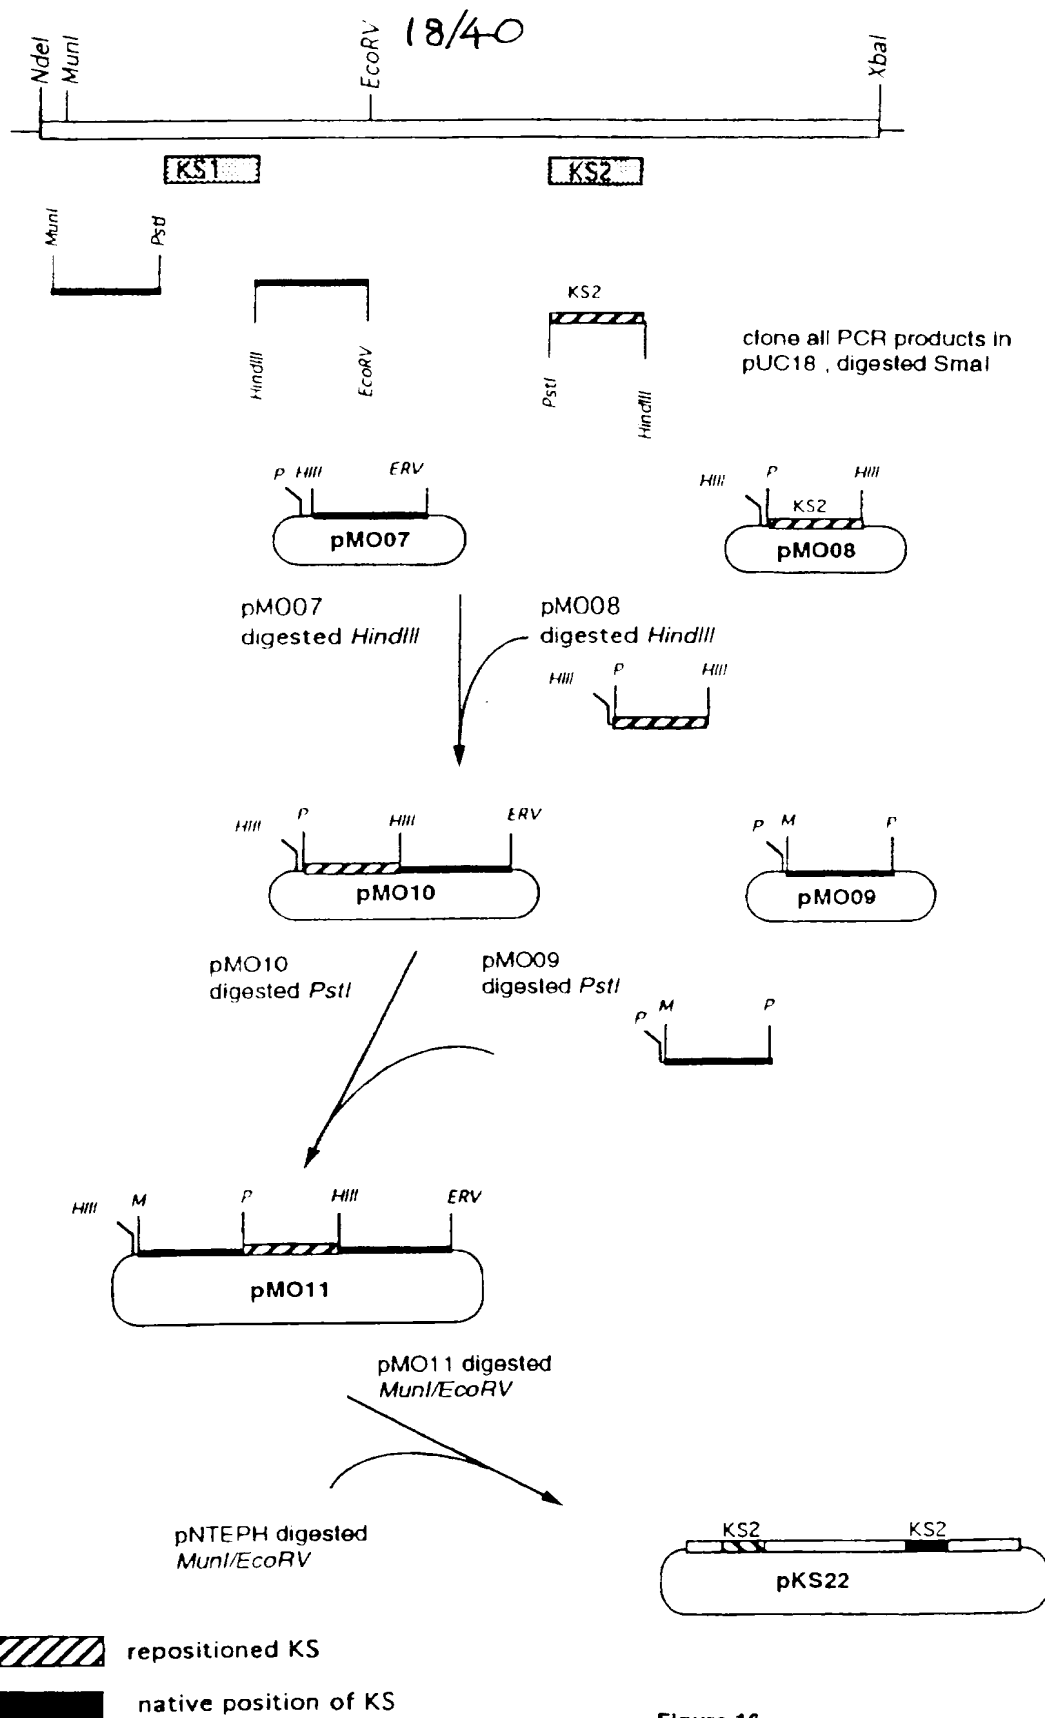 18/40
NdeI
MunI
EcoRV
XbaI
KS1
KS2
MunI
PstI
HindIII
EcoRV
KS2
PstI
HindIII
clone all PCR products in
pUC18 , digested SmaI
P HIII ERV
pMO07
HIII P HIII
KS2
pMO08
pMO07
digested HindIII
pMO08
digested HindIII
HIII P HIII
HIII P HIII ERV
pMO10
P M P
pMO09
pMO10
digested PstI
pMO09
digested PstI
P M P
HIII M P HIII ERV
pMO11
pMO11 digested
MunI/EcoRV
pNTEPH digested
MunI/EcoRV
KS2 KS2
pKS22
repositioned KS
native position of KS